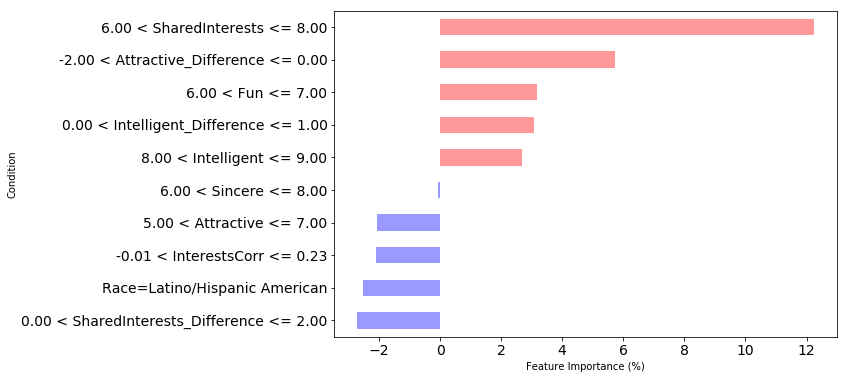 6.00 < SharedInterests <= 8.00
-2.00 < Attractive_Difference <= 0.00
6.00 < Fun <= 7.00
0.00 < Intelligent_Difference <= 1.00
8.00 < Intelligent <= 9.00
6.00 < Sincere <= 8.00
5.00 < Attractive <= 7.00
-0.01 < InterestsCorr <= 0.23
Race=Latino/Hispanic American
0.00 < SharedInterests_Difference <= 2.00
Condition
−2 0 2 4 6 8 10 12
Feature Importance (%)